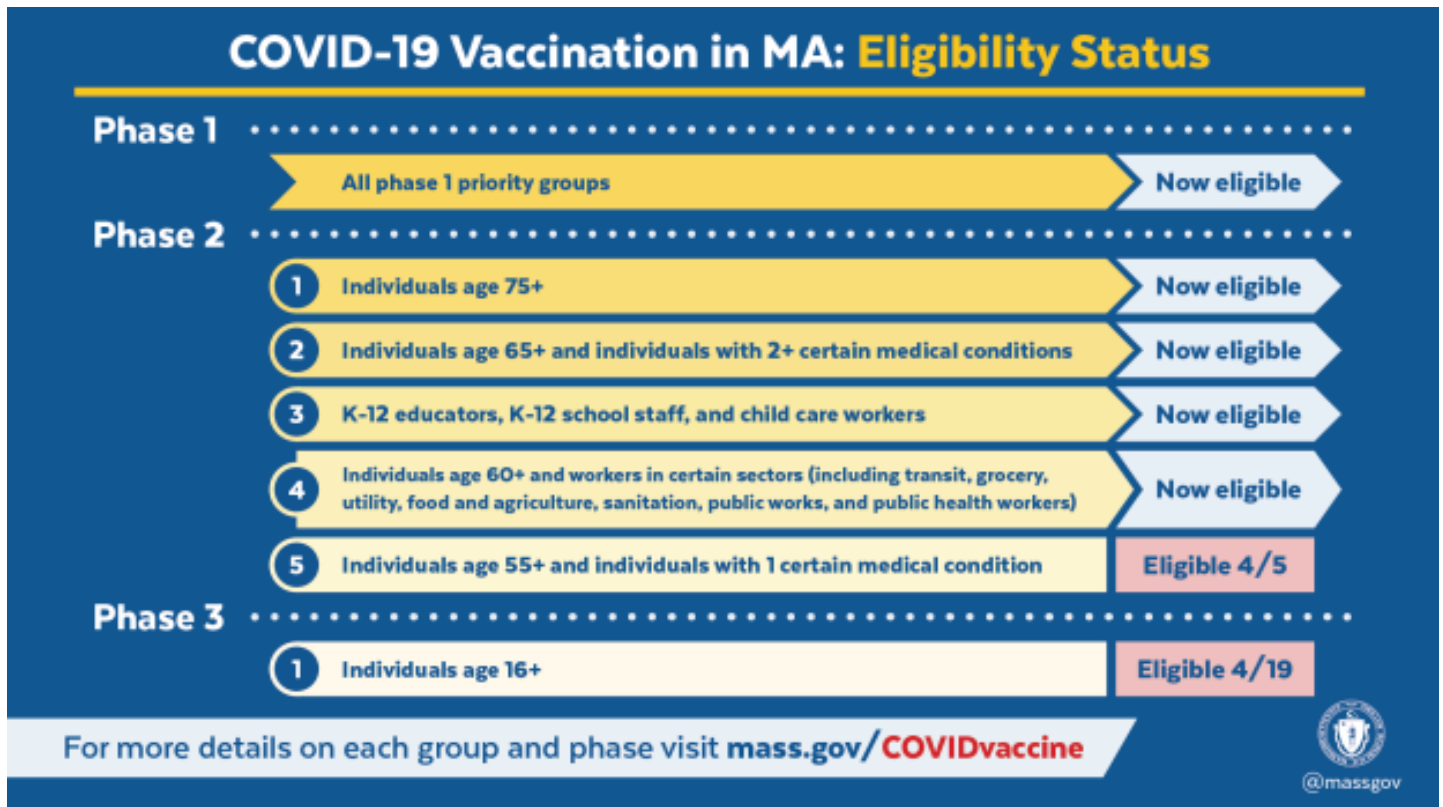 COVID-19 Vaccination in MA: Eligibility Status
Phase 1
All phase 1 priority groups
Now eligible
Phase 2
1
Individuals age 75+
Now eligible
2
Individuals age 65+ and individuals with 2+ certain medical conditions
Now eligible
3
K-12 educators, K-12 school staff, and child care workers
Now eligible
4
Individuals age 60+ and workers in certain sectors (including transit, grocery,
utility, food and agriculture, sanitation, public works, and public health workers)
Now eligible
5
Individuals age 55+ and individuals with 1 certain medical condition
Eligible 4/5
Phase 3
1
Individuals age 16+
Eligible 4/19
For more details on each group and phase visit mass.gov/COVIDvaccine
@massgov